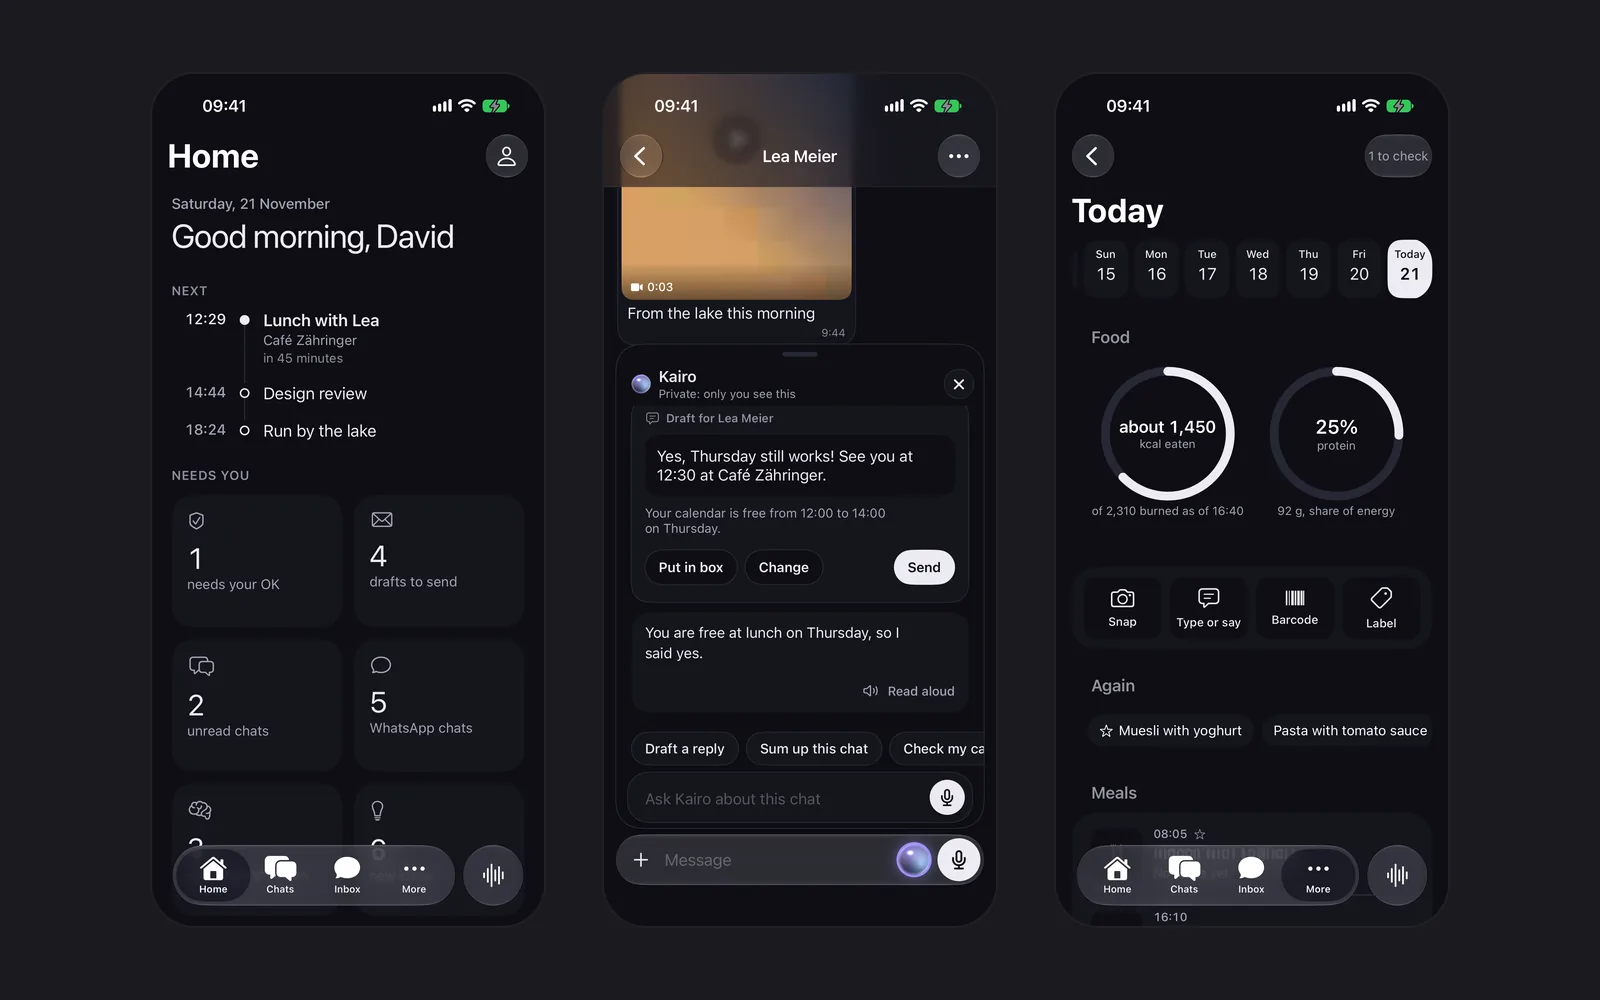 09:41
Home
Saturday, 21 November
Good morning, David
NEXT
12:29 Lunch with Lea
Café Zähringer
in 45 minutes
14:44 Design review
18:24 Run by the lake
NEEDS YOU
1
needs your OK
4
drafts to send
2
unread chats
5
WhatsApp chats
Home
Chats
Inbox
More
09:41
Lea Meier
0:03
From the lake this morning
9:44
Kairo
Private: only you see this
Draft for Lea Meier
Yes, Thursday still works! See you at
12:30 at Café Zähringer.
Your calendar is free from 12:00 to 14:00
on Thursday.
Put in box
Change
Send
You are free at lunch on Thursday, so I
said yes.
Read aloud
Draft a reply
Sum up this chat
Check my ca
Ask Kairo about this chat
Message
09:41
1 to check
Today
Sun
15
Mon
16
Tue
17
Wed
18
Thu
19
Fri
20
Today
21
Food
about 1,450
kcal eaten
of 2,310 burned as of 16:40
25%
protein
92 g, share of energy
Snap
Type or say
Barcode
Label
Again
Muesli with yoghurt
Pasta with tomato sauce
Meals
08:05
Home
Chats
Inbox
More
16:10